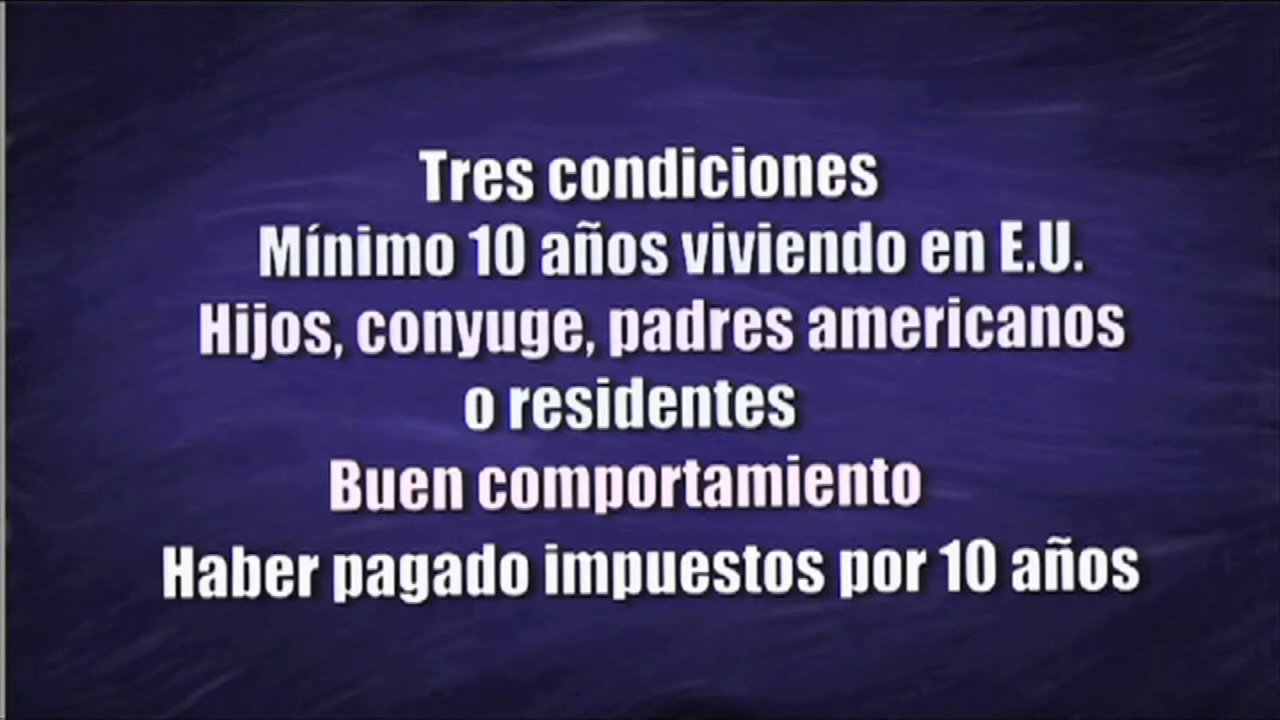 Tres condiciones
Mínimo 10 años viviendo en E.U.
Hijos, conyuge, padres americanos
o residentes
Buen comportamiento
Haber pagado impuestos por 10 años